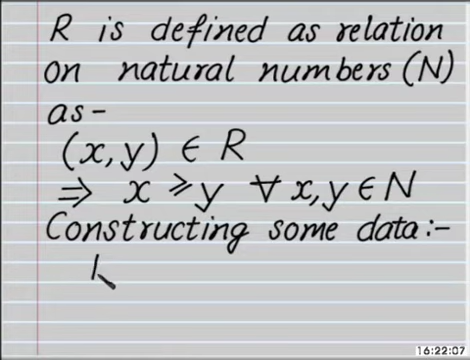 R is defined as relation
on natural numbers (N)
as-
(x,y) ∈ R
⇒ x ⩾ y ∀ x,y ∈ N
Constructing some data:-
16:22:07